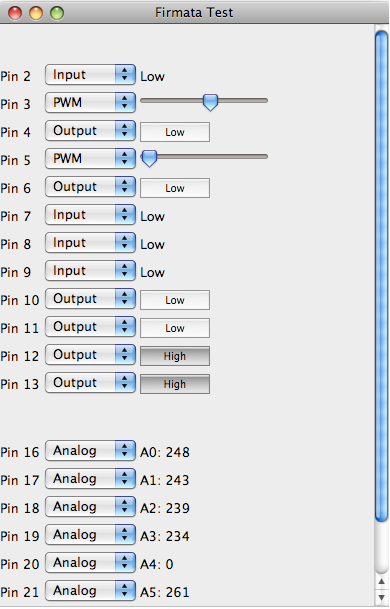 Firmata Test
Pin 2 Input Low
Pin 3 PWM
Pin 4 Output Low
Pin 5 PWM
Pin 6 Output Low
Pin 7 Input Low
Pin 8 Input Low
Pin 9 Input Low
Pin 10 Output Low
Pin 11 Output Low
Pin 12 Output High
Pin 13 Output High
Pin 16 Analog A0: 248
Pin 17 Analog A1: 243
Pin 18 Analog A2: 239
Pin 19 Analog A3: 234
Pin 20 Analog A4: 0
Pin 21 Analog A5: 261